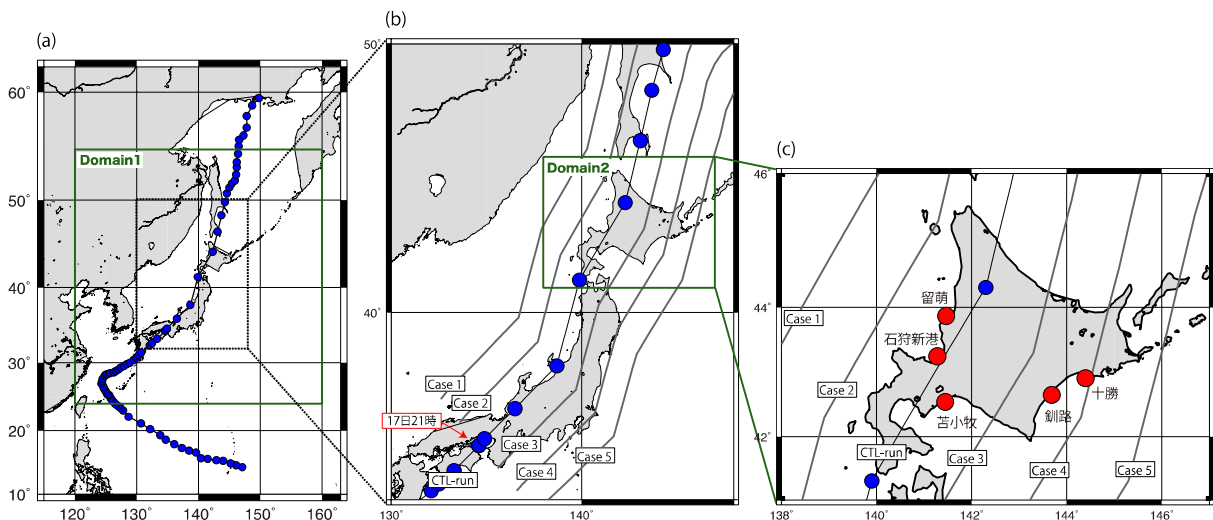 (a)
60˚
50˚
40˚
30˚
20˚
10˚
120˚
130˚
140˚
150˚
160˚
Domain1
(b)
50˚
40˚
130˚
140˚
Domain2
Case 1
Case 2
17日21時
Case 3
Case 5
Case 4
CTL-run
(c)
46˚
44˚
42˚
138˚
140˚
142˚
144˚
146˚
留萌
Case 1
石狩新港
Case 2
十勝
苫小牧
釧路
CTL-run
Case 3
Case 4
Case 5